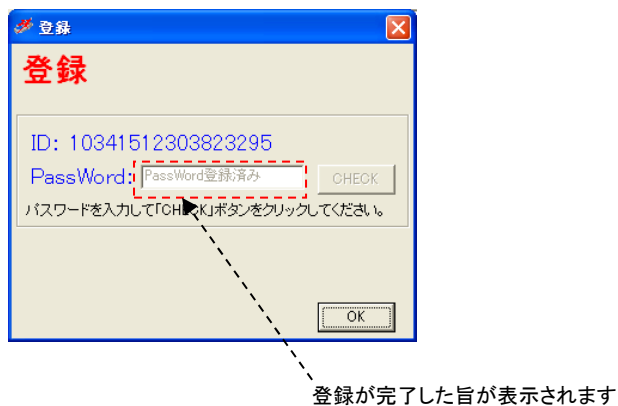 登録
登録
ID: 10341512303823295
PassWord: PassWord登録済み CHECK
パスワードを入力して「CHECK」ボタンをクリックしてください。
OK
登録が完了した旨が表示されます